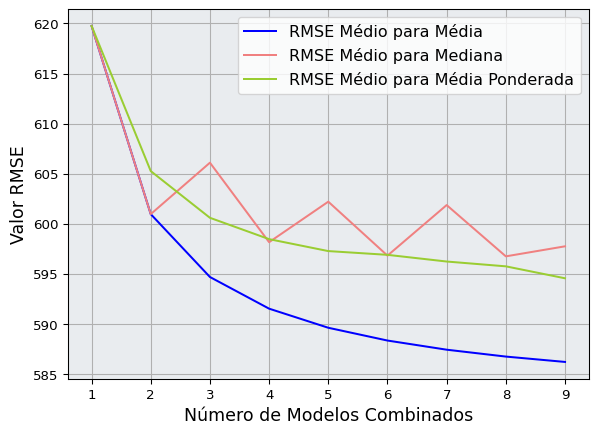 RMSE Médio para Média
RMSE Médio para Mediana
RMSE Médio para Média Ponderada
Valor RMSE
620
615
610
605
600
595
590
585
1 2 3 4 5 6 7 8 9
Número de Modelos Combinados